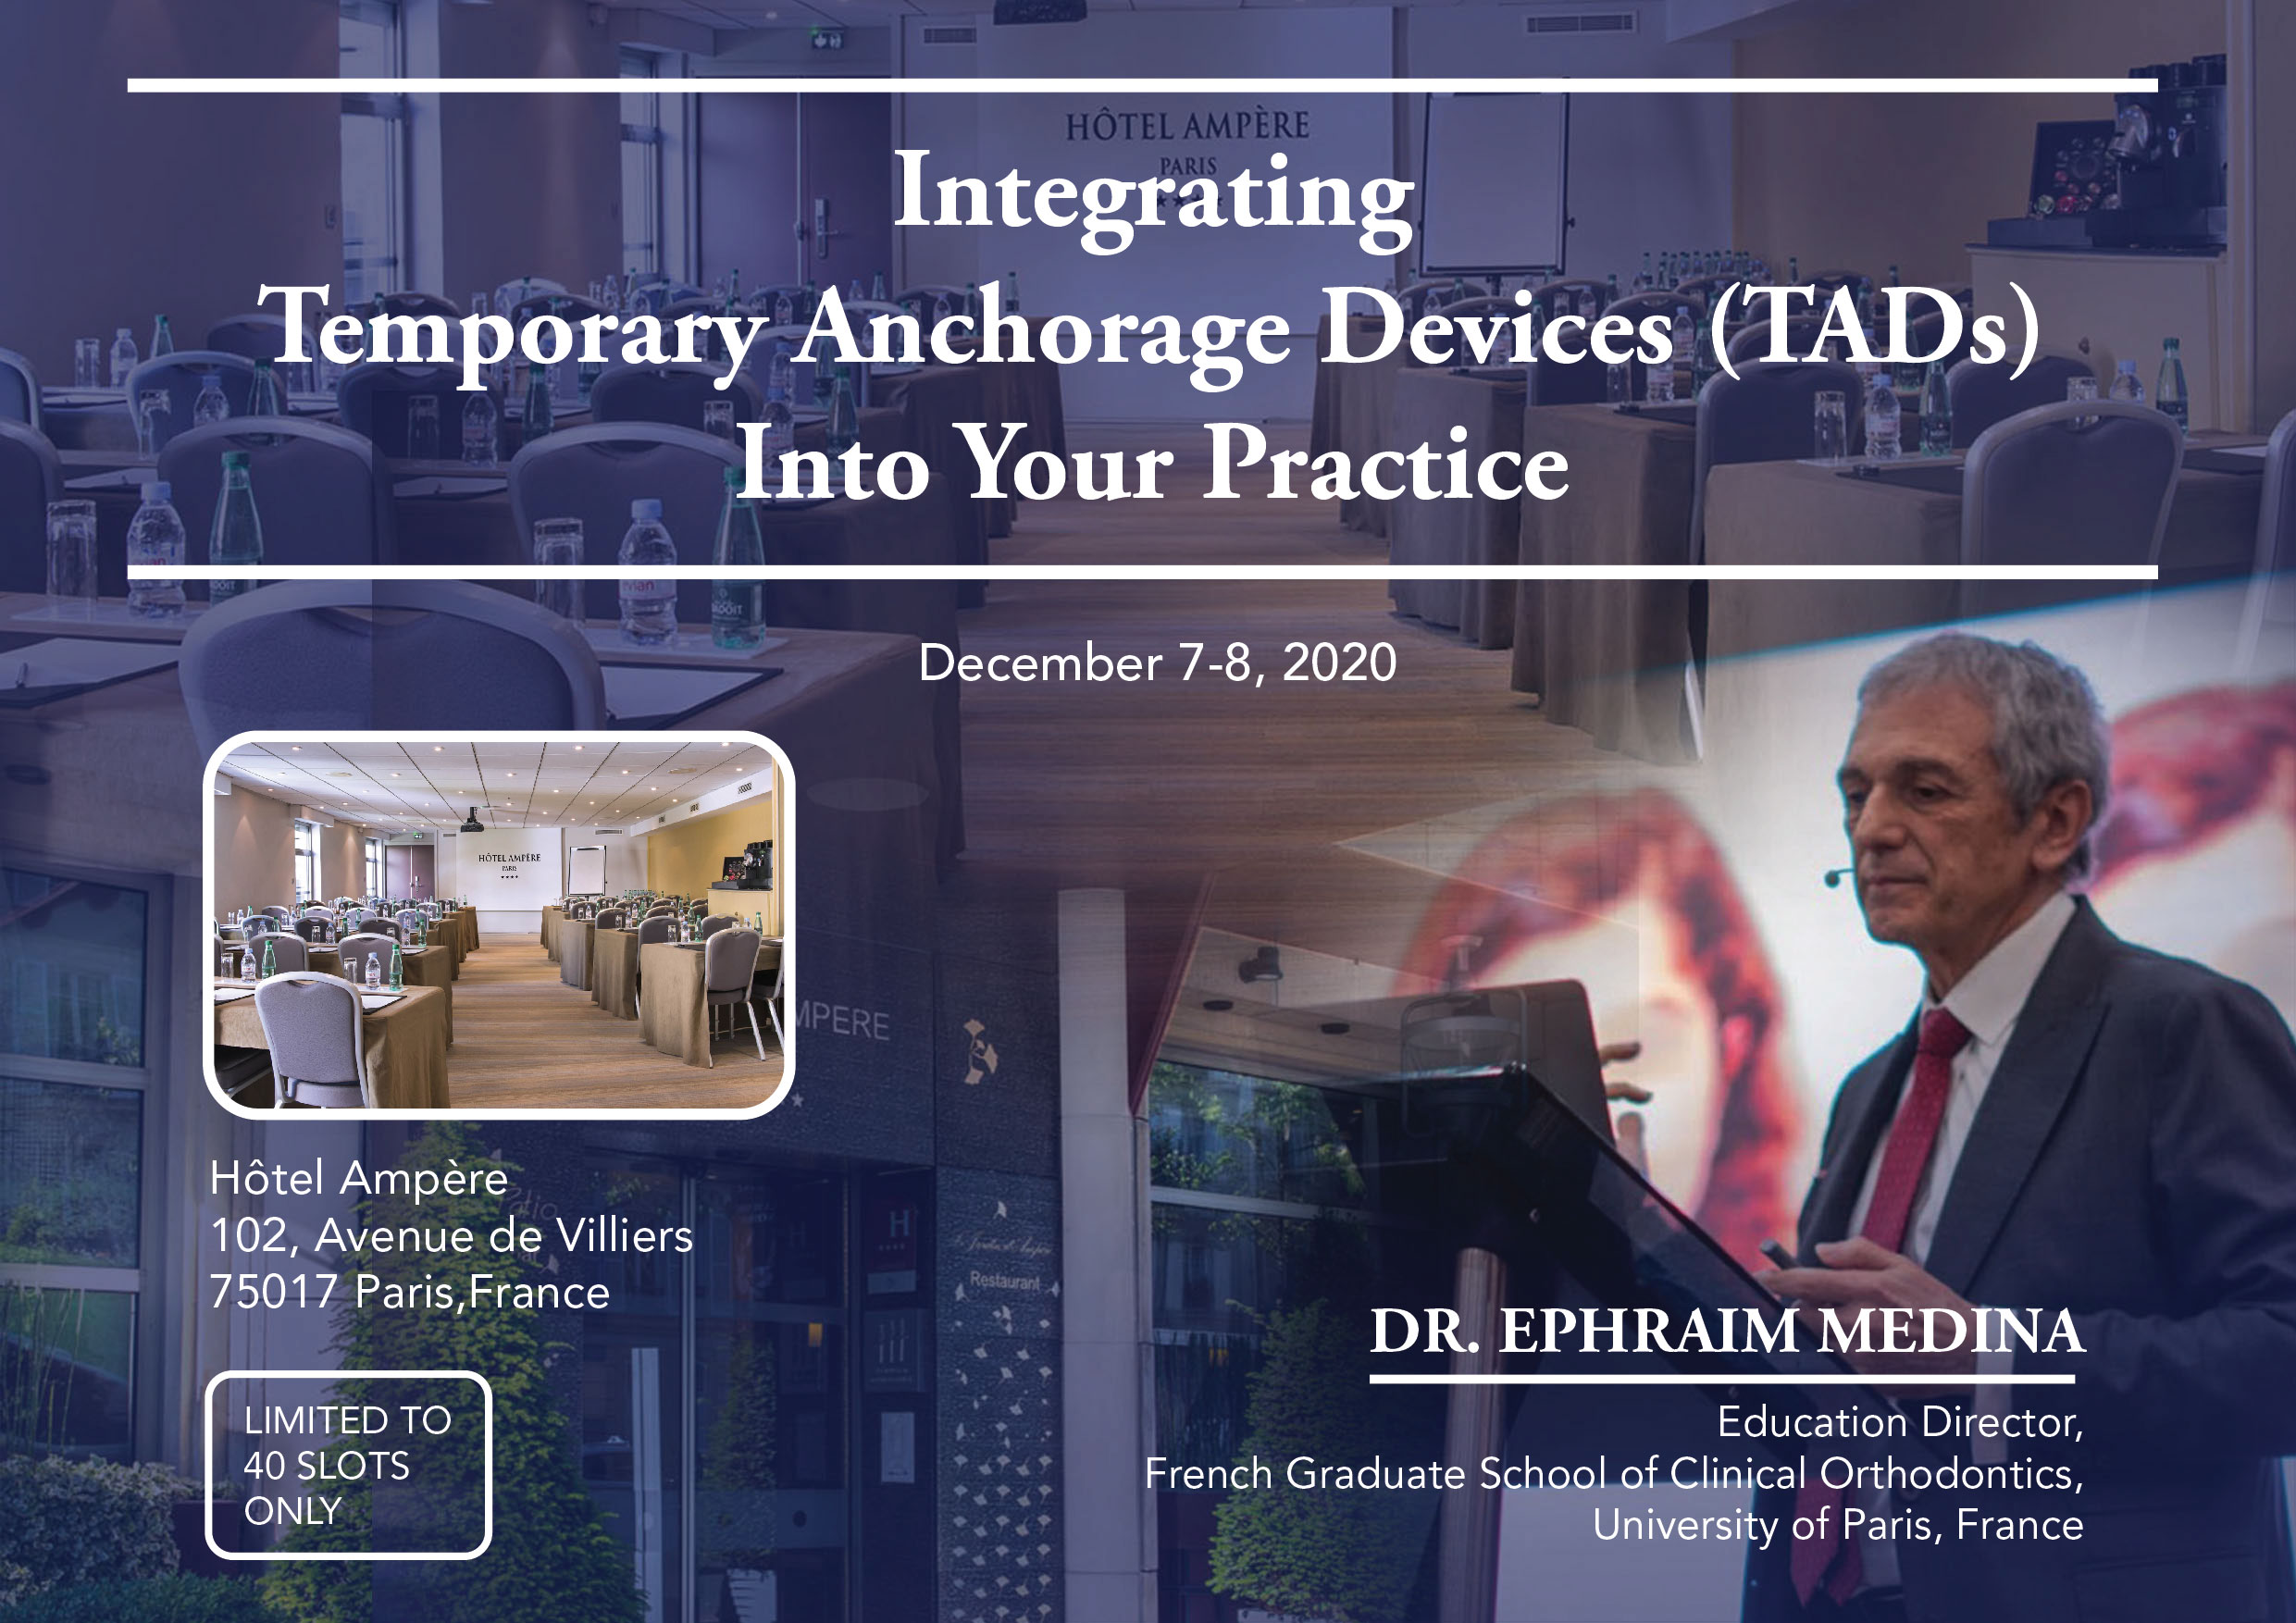 HÔTEL AMPÈRE
PARIS
Integrating
Temporary Anchorage Devices (TADs)
Into Your Practice
December 7-8, 2020
HÔTEL AMPÈRE
PARIS
MPERE
Hôtel Ampère
102, Avenue de Villiers
75017 Paris,France
H
Restaurant
LIMITED TO
40 SLOTS
ONLY
DR. EPHRAIM MEDINA
Education Director,
French Graduate School of Clinical Orthodontics,
University of Paris, France